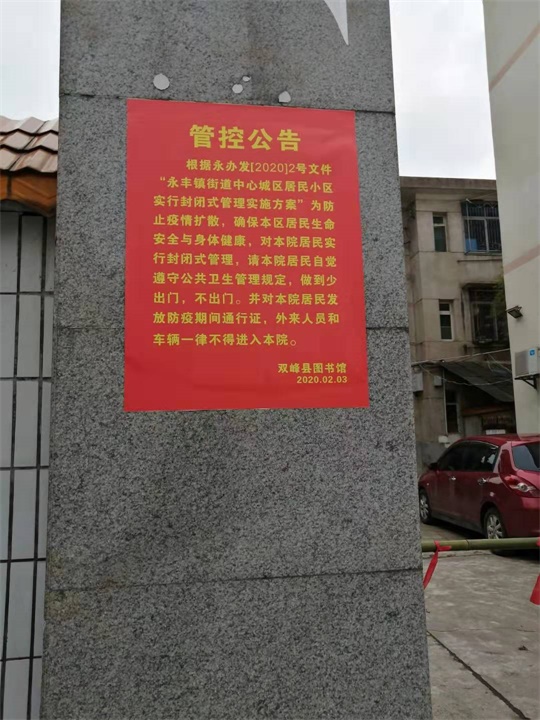 管控公告
根据永办发[2020]2号文件
“永丰镇街道中心城区居民小区
实行封闭式管理实施方案”为防
止疫情扩散，确保本区居民生命
安全与身体健康，对本院居民实
行封闭式管理，请本院居民自觉
遵守公共卫生管理规定，做到少
出门，不出门。并对本院居民发
放防疫期间通行证，外来人员和
车辆一律不得进入本院。
双峰县图书馆
2020.02.03